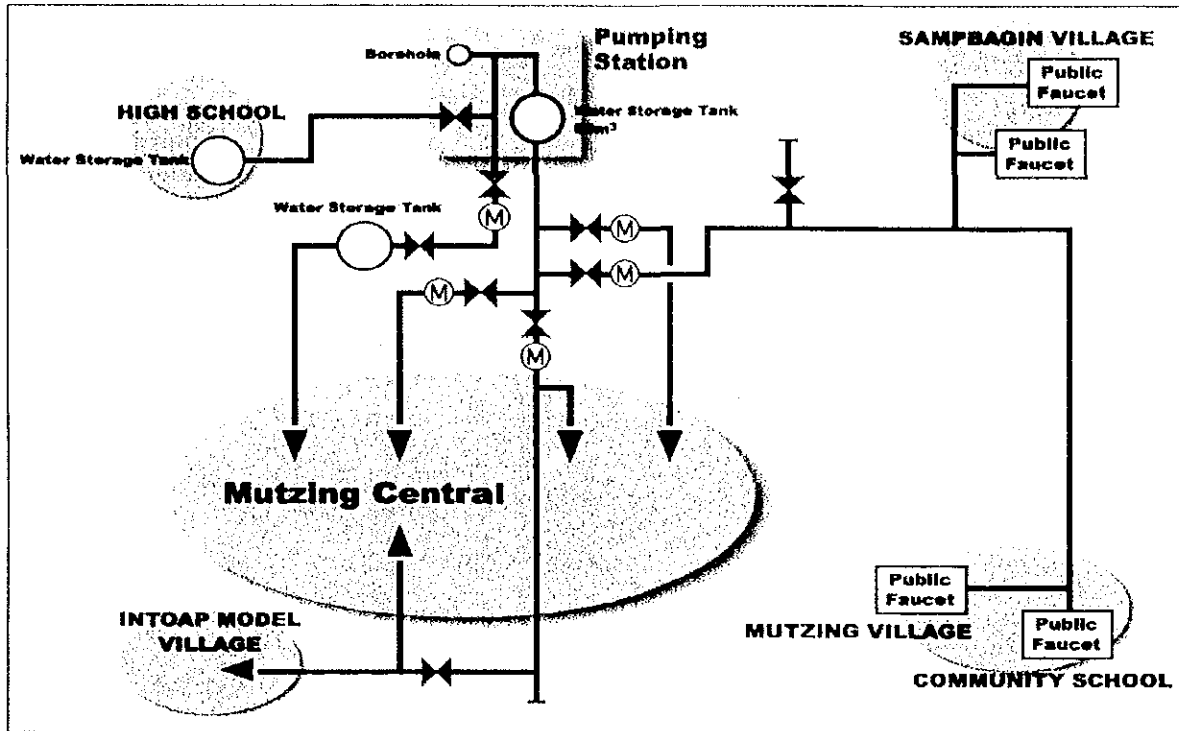 Pumping
Station
Borehole
Water Storage Tank
m³
SAMPBAGIN VILLAGE
Public
Faucet
Public
Faucet
HIGH SCHOOL
Water Storage Tank
Water Storage Tank
M
M
M
M
M
Mutzing Central
INTOAP MODEL
VILLAGE
Public
Faucet
MUTZING VILLAGE
Public
Faucet
COMMUNITY SCHOOL